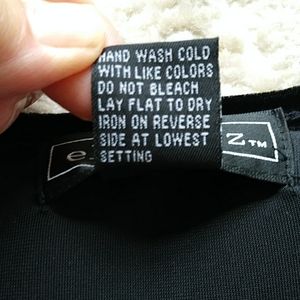 HAND WASH COLD
WITH LIKE COLORS
DO NOT BLEACH
LAY FLAT TO DRY
IRON ON REVERSE
SIDE AT LOWEST
SETTING
e
Z™